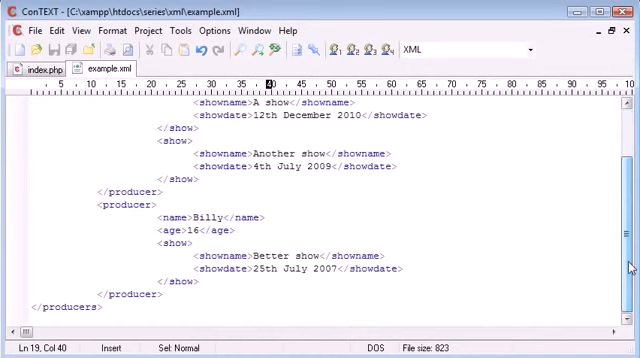 ConTEXT - [C:\xampp\htdocs\series\xml\example.xml]
File Edit View Format Project Tools Options Window Help
XML
index.php example.xml
5 10 15 20 25 30 35 40 45 50 55 60 65 70 75 80 85 90 95 100
<showname>A show</showname>
<showdate>12th December 2010</showdate>
</show>
<show>
<showname>Another show</showname>
<showdate>4th July 2009</showdate>
</show>
</producer>
<producer>
<name>Billy</name>
<age>16</age>
<show>
<showname>Better show</showname>
<showdate>25th July 2007</showdate>
</show>
</producer>
</producers>
Ln 19, Col 40 Insert Sel: Normal DOS File size: 823